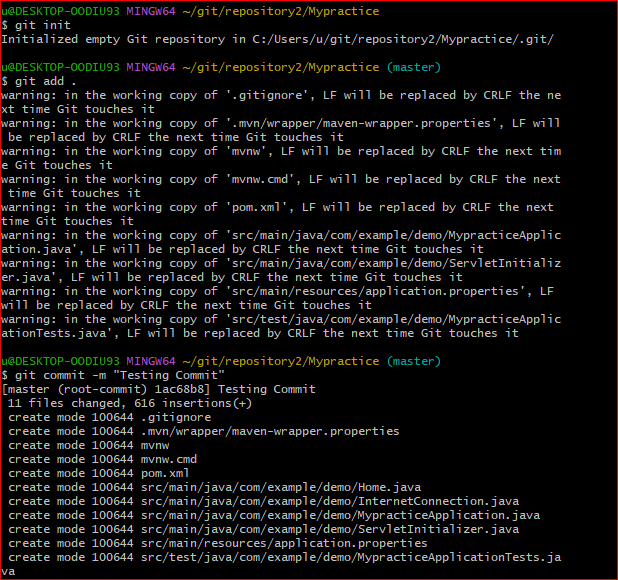 u@DESKTOP-OODIU93 MINGW64 ~/git/repository2/Mypractice
$ git init
Initialized empty Git repository in C:/Users/u/git/repository2/Mypractice/.git/
u@DESKTOP-OODIU93 MINGW64 ~/git/repository2/Mypractice (master)
$ git add .
warning: in the working copy of '.gitignore', LF will be replaced by CRLF the ne
xt time Git touches it
warning: in the working copy of '.mvn/wrapper/maven-wrapper.properties', LF will
 be replaced by CRLF the next time Git touches it
warning: in the working copy of 'mvnw', LF will be replaced by CRLF the next tim
e Git touches it
warning: in the working copy of 'mvnw.cmd', LF will be replaced by CRLF the next
 time Git touches it
warning: in the working copy of 'pom.xml', LF will be replaced by CRLF the next
time Git touches it
warning: in the working copy of 'src/main/java/com/example/demo/MypracticeApplic
ation.java', LF will be replaced by CRLF the next time Git touches it
warning: in the working copy of 'src/main/java/com/example/demo/ServletInitializ
er.java', LF will be replaced by CRLF the next time Git touches it
warning: in the working copy of 'src/main/resources/application.properties', LF
will be replaced by CRLF the next time Git touches it
warning: in the working copy of 'src/test/java/com/example/demo/MypracticeApplic
ationTests.java', LF will be replaced by CRLF the next time Git touches it
u@DESKTOP-OODIU93 MINGW64 ~/git/repository2/Mypractice (master)
$ git commit -m "Testing Commit"
[master (root-commit) 1ac68b8] Testing Commit
 11 files changed, 616 insertions(+)
 create mode 100644 .gitignore
 create mode 100644 .mvn/wrapper/maven-wrapper.properties
 create mode 100644 mvnw
 create mode 100644 mvnw.cmd
 create mode 100644 pom.xml
 create mode 100644 src/main/java/com/example/demo/Home.java
 create mode 100644 src/main/java/com/example/demo/InternetConnection.java
 create mode 100644 src/main/java/com/example/demo/MypracticeApplication.java
 create mode 100644 src/main/java/com/example/demo/ServletInitializer.java
 create mode 100644 src/main/resources/application.properties
 create mode 100644 src/test/java/com/example/demo/MypracticeApplicationTests.ja
va